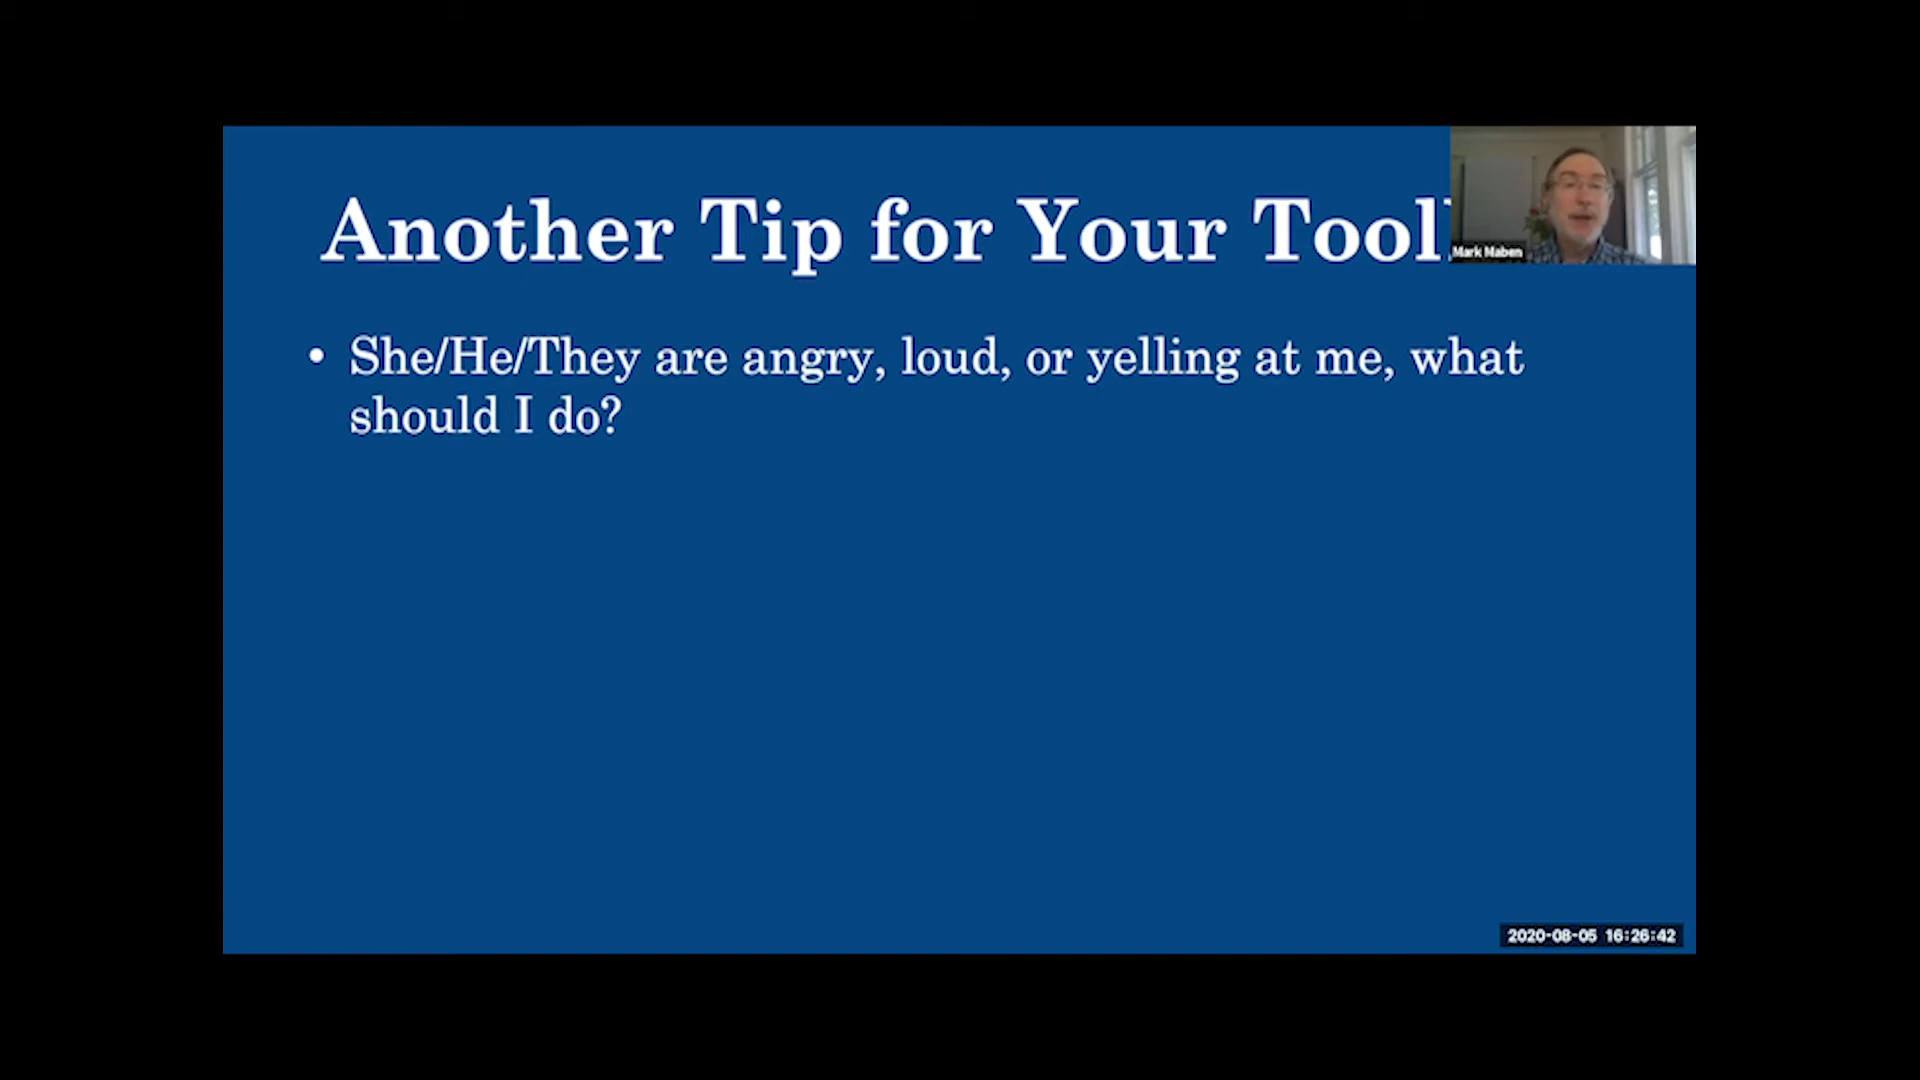 Another Tip for Your Tool
Mark Maben
• She/He/They are angry, loud, or yelling at me, what
should I do?
2020-08-05 16:26:42